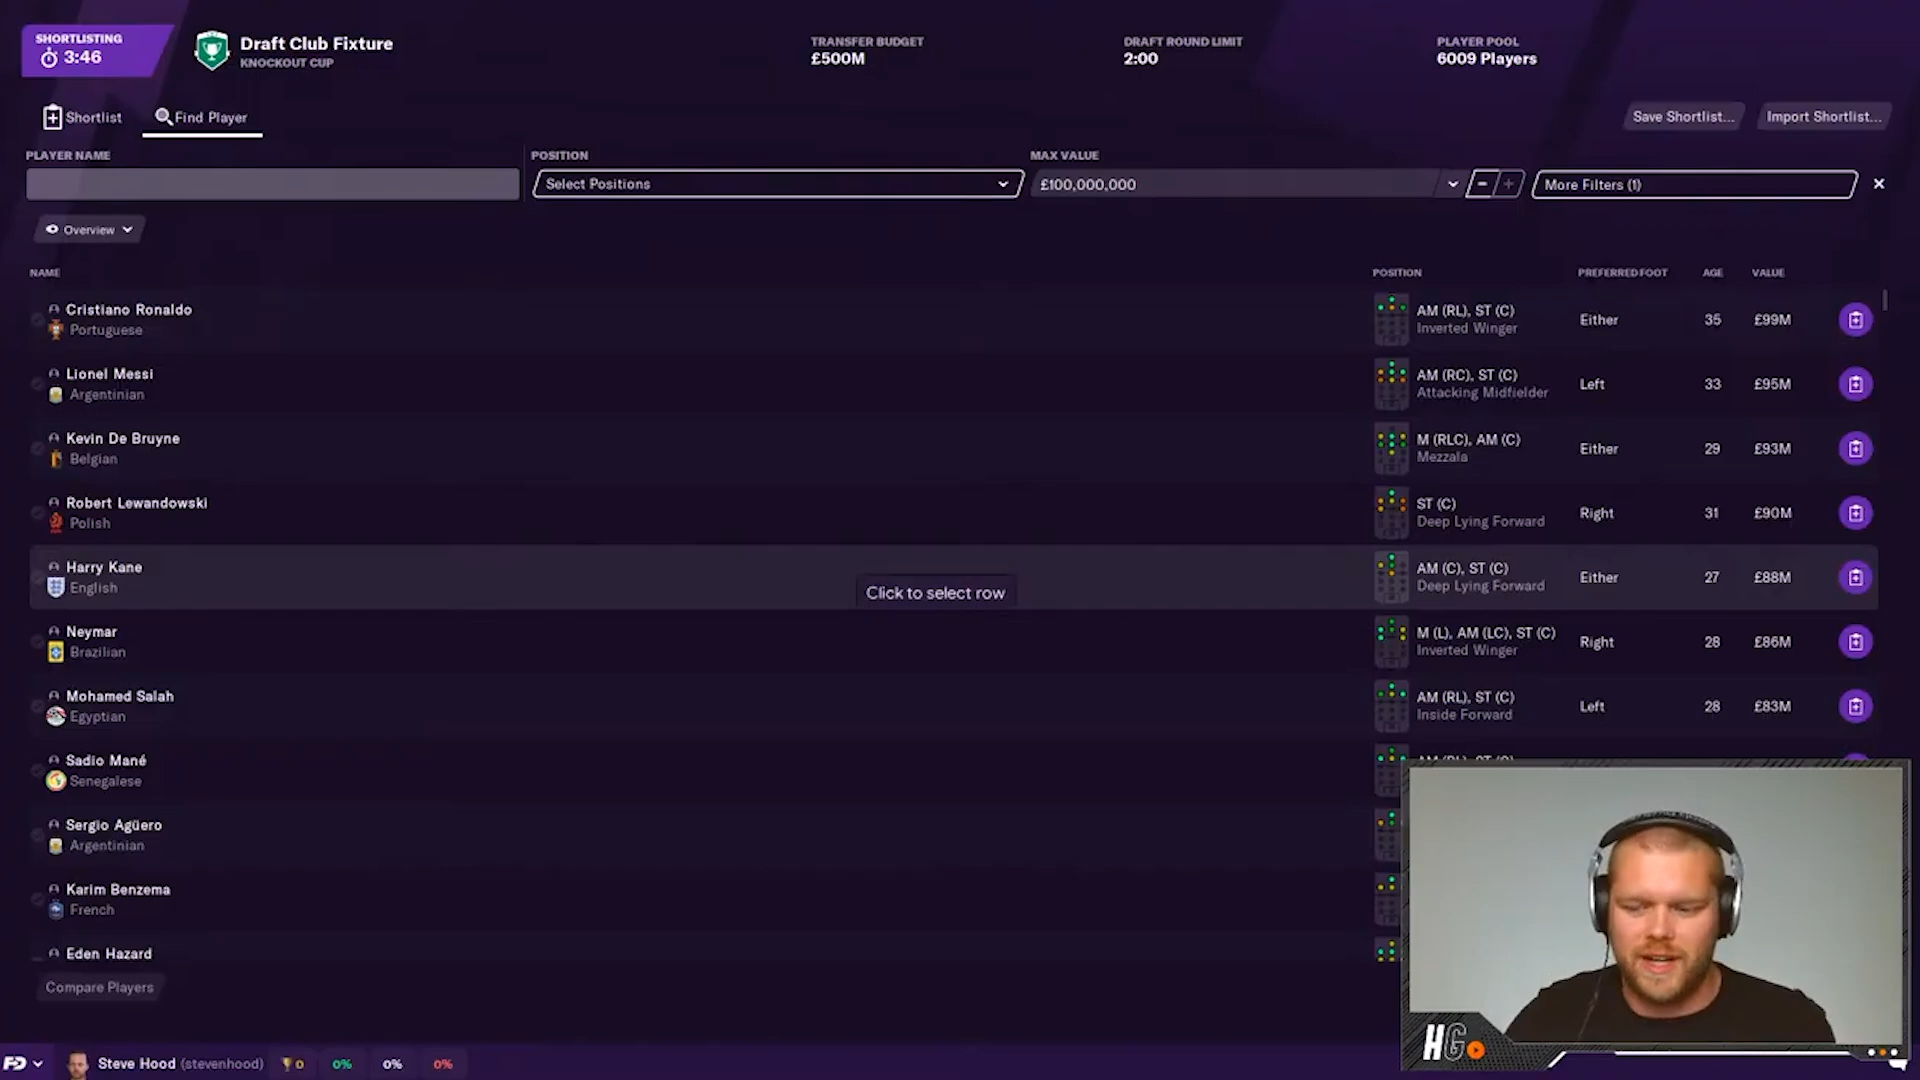 SHORTLISTING
3:46
Draft Club Fixture
KNOCKOUT CUP
TRANSFER BUDGET
£500M
DRAFT ROUND LIMIT
2:00
PLAYER POOL
6009 Players
Shortlist
Find Player
Save Shortlist...
Import Shortlist...
PLAYER NAME
POSITION
MAX VALUE
Select Positions
£100,000,000
More Filters (1)
Overview
NAME
POSITION
PREFERRED FOOT
AGE
VALUE
Cristiano Ronaldo
Portuguese
AM (RL), ST (C)
Inverted Winger
Either
35
£99M
Lionel Messi
Argentinian
AM (RC), ST (C)
Attacking Midfielder
Left
33
£95M
Kevin De Bruyne
Belgian
M (RLC), AM (C)
Mezzala
Either
29
£93M
Robert Lewandowski
Polish
ST (C)
Deep Lying Forward
Right
31
£90M
Harry Kane
English
Click to select row
AM (C), ST (C)
Deep Lying Forward
Either
27
£88M
Neymar
Brazilian
M (L), AM (LC), ST (C)
Inverted Winger
Right
28
£86M
Mohamed Salah
Egyptian
AM (RL), ST (C)
Inside Forward
Left
28
£83M
Sadio Mané
Senegalese
Sergio Agüero
Argentinian
Karim Benzema
French
Eden Hazard
Compare Players
HG
FD
Steve Hood (stevenhood)
0
0%
0%
0%